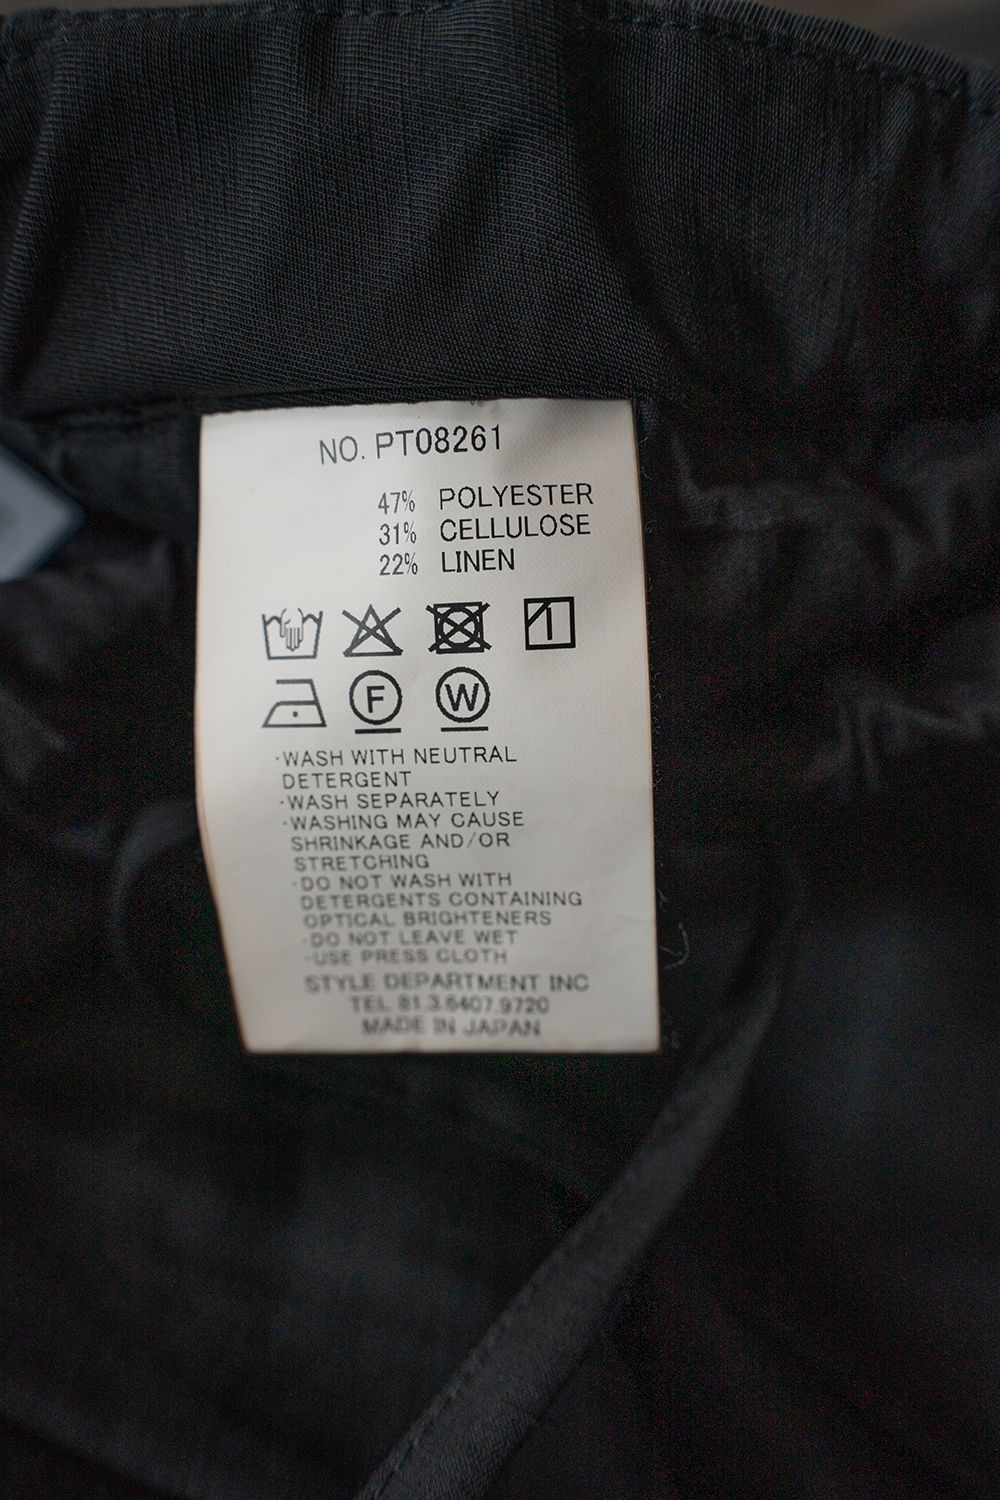 NO. PT08261
47% POLYESTER
31% CELLULOSE
22% LINEN
F W
·WASH WITH NEUTRAL
DETERGENT
·WASH SEPARATELY
·WASHING MAY CAUSE
SHRINKAGE AND/OR
STRETCHING
·DO NOT WASH WITH
DETERGENTS CONTAINING
OPTICAL BRIGHTENERS
·DO NOT LEAVE WET
·USE PRESS CLOTH
STYLE DEPARTMENT INC
TEL 81.3.6407.9720
MADE IN JAPAN